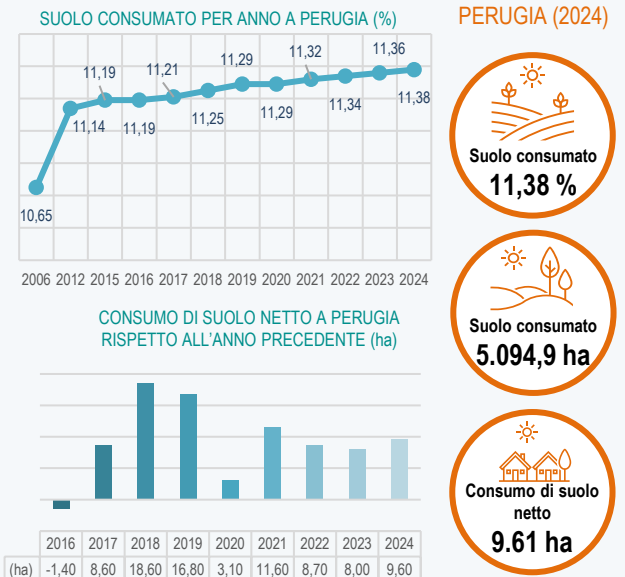 SUOLO CONSUMATO PER ANNO A PERUGIA (%)
10,65
11,14
11,19
11,19
11,21
11,25
11,29
11,29
11,32
11,34
11,36
11,38
2006 2012 2015 2016 2017 2018 2019 2020 2021 2022 2023 2024
CONSUMO DI SUOLO NETTO A PERUGIA
RISPETTO ALL'ANNO PRECEDENTE (ha)
2016 2017 2018 2019 2020 2021 2022 2023 2024
(ha) -1,40 8,60 18,60 16,80 3,10 11,60 8,70 8,00 9,60
PERUGIA (2024)
Suolo consumato
11,38 %
Suolo consumato
5.094,9 ha
Consumo di suolo
netto
9.61 ha